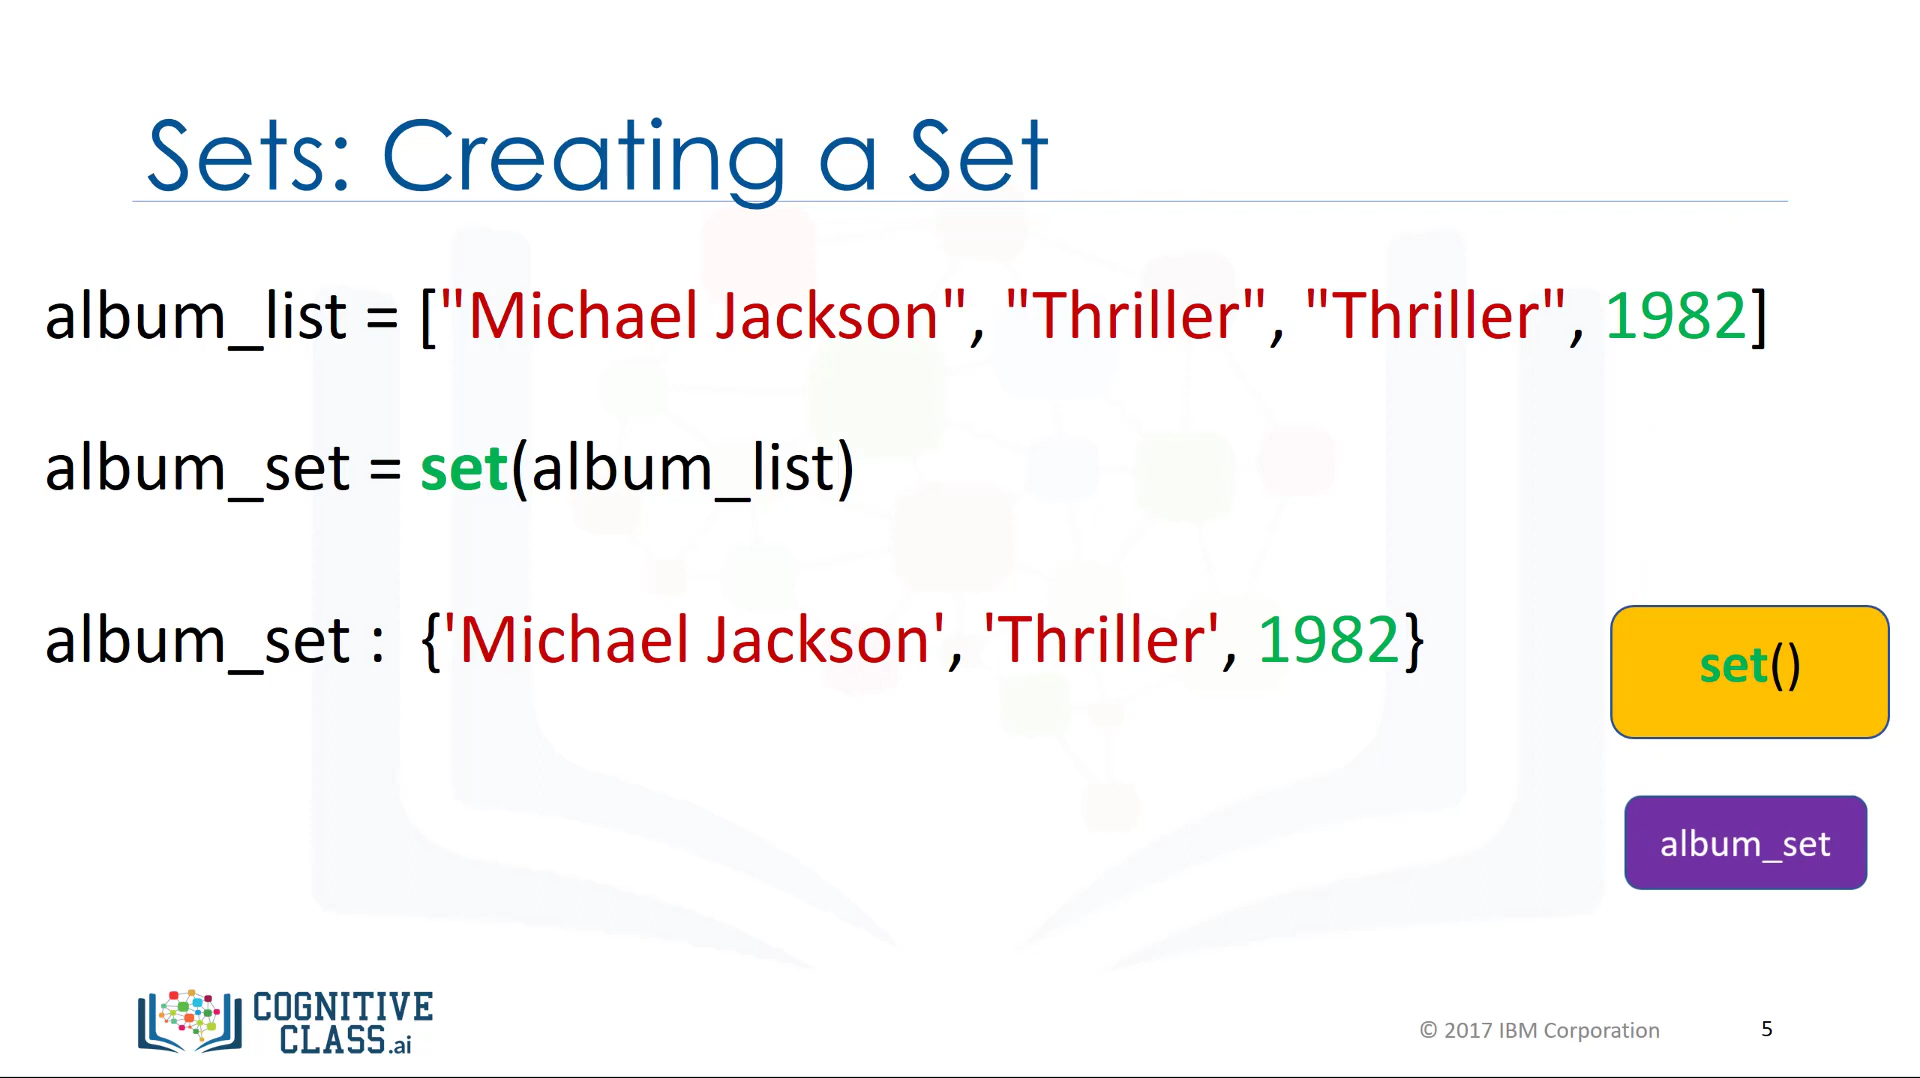 Sets: Creating a Set
album_list = ["Michael Jackson", "Thriller", "Thriller", 1982]
album_set = set(album_list)
album_set :  {'Michael Jackson', 'Thriller', 1982}
set()
album_set
COGNITIVE
CLASS.ai
© 2017 IBM Corporation
5